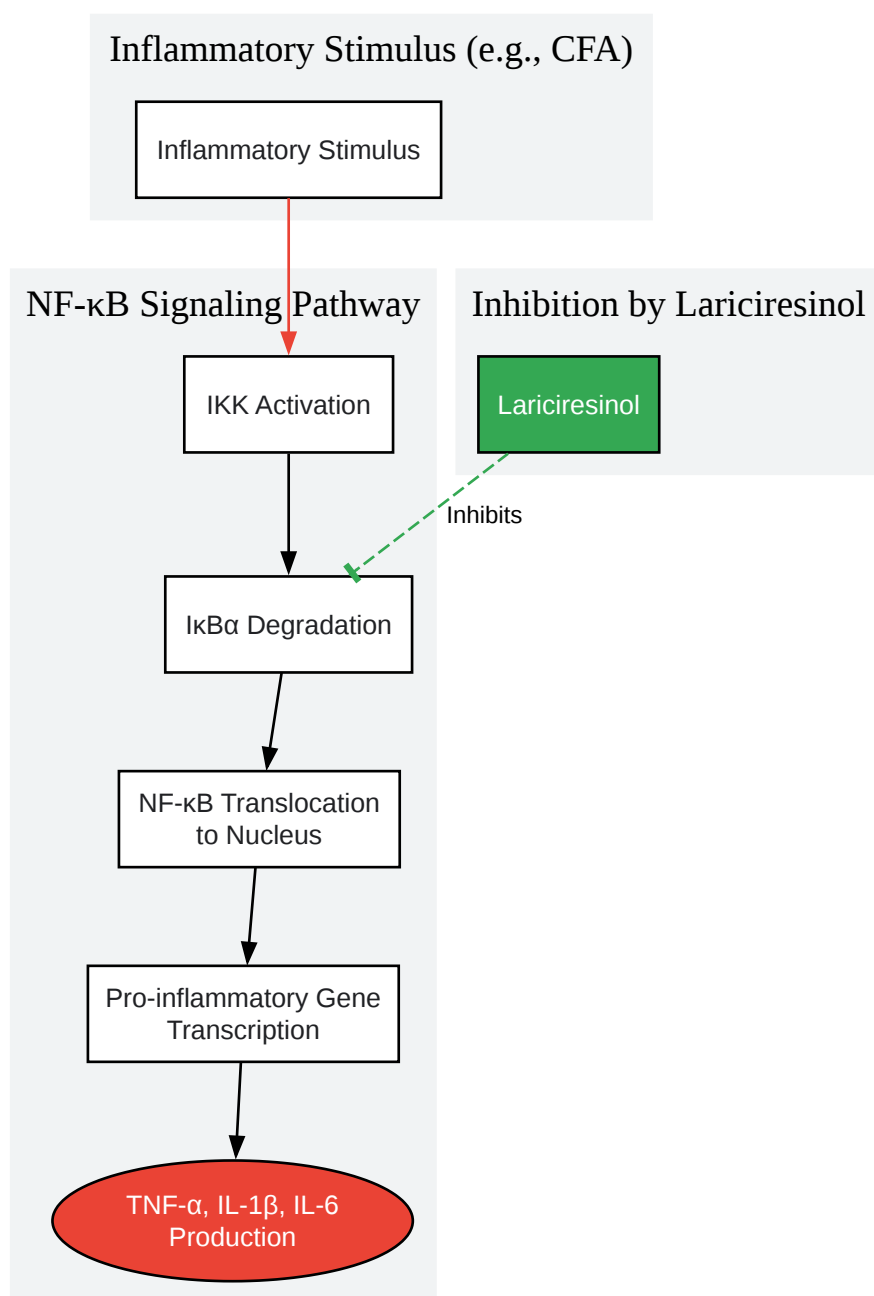 Inflammatory Stimulus (e.g., CFA)
Inflammatory Stimulus
NF-κB Signaling Pathway
Inhibition by Lariciresinol
IKK Activation
Lariciresinol
Inhibits
IκBα Degradation
NF-κB Translocation
to Nucleus
Pro-inflammatory Gene
Transcription
TNF-α, IL-1β, IL-6
Production